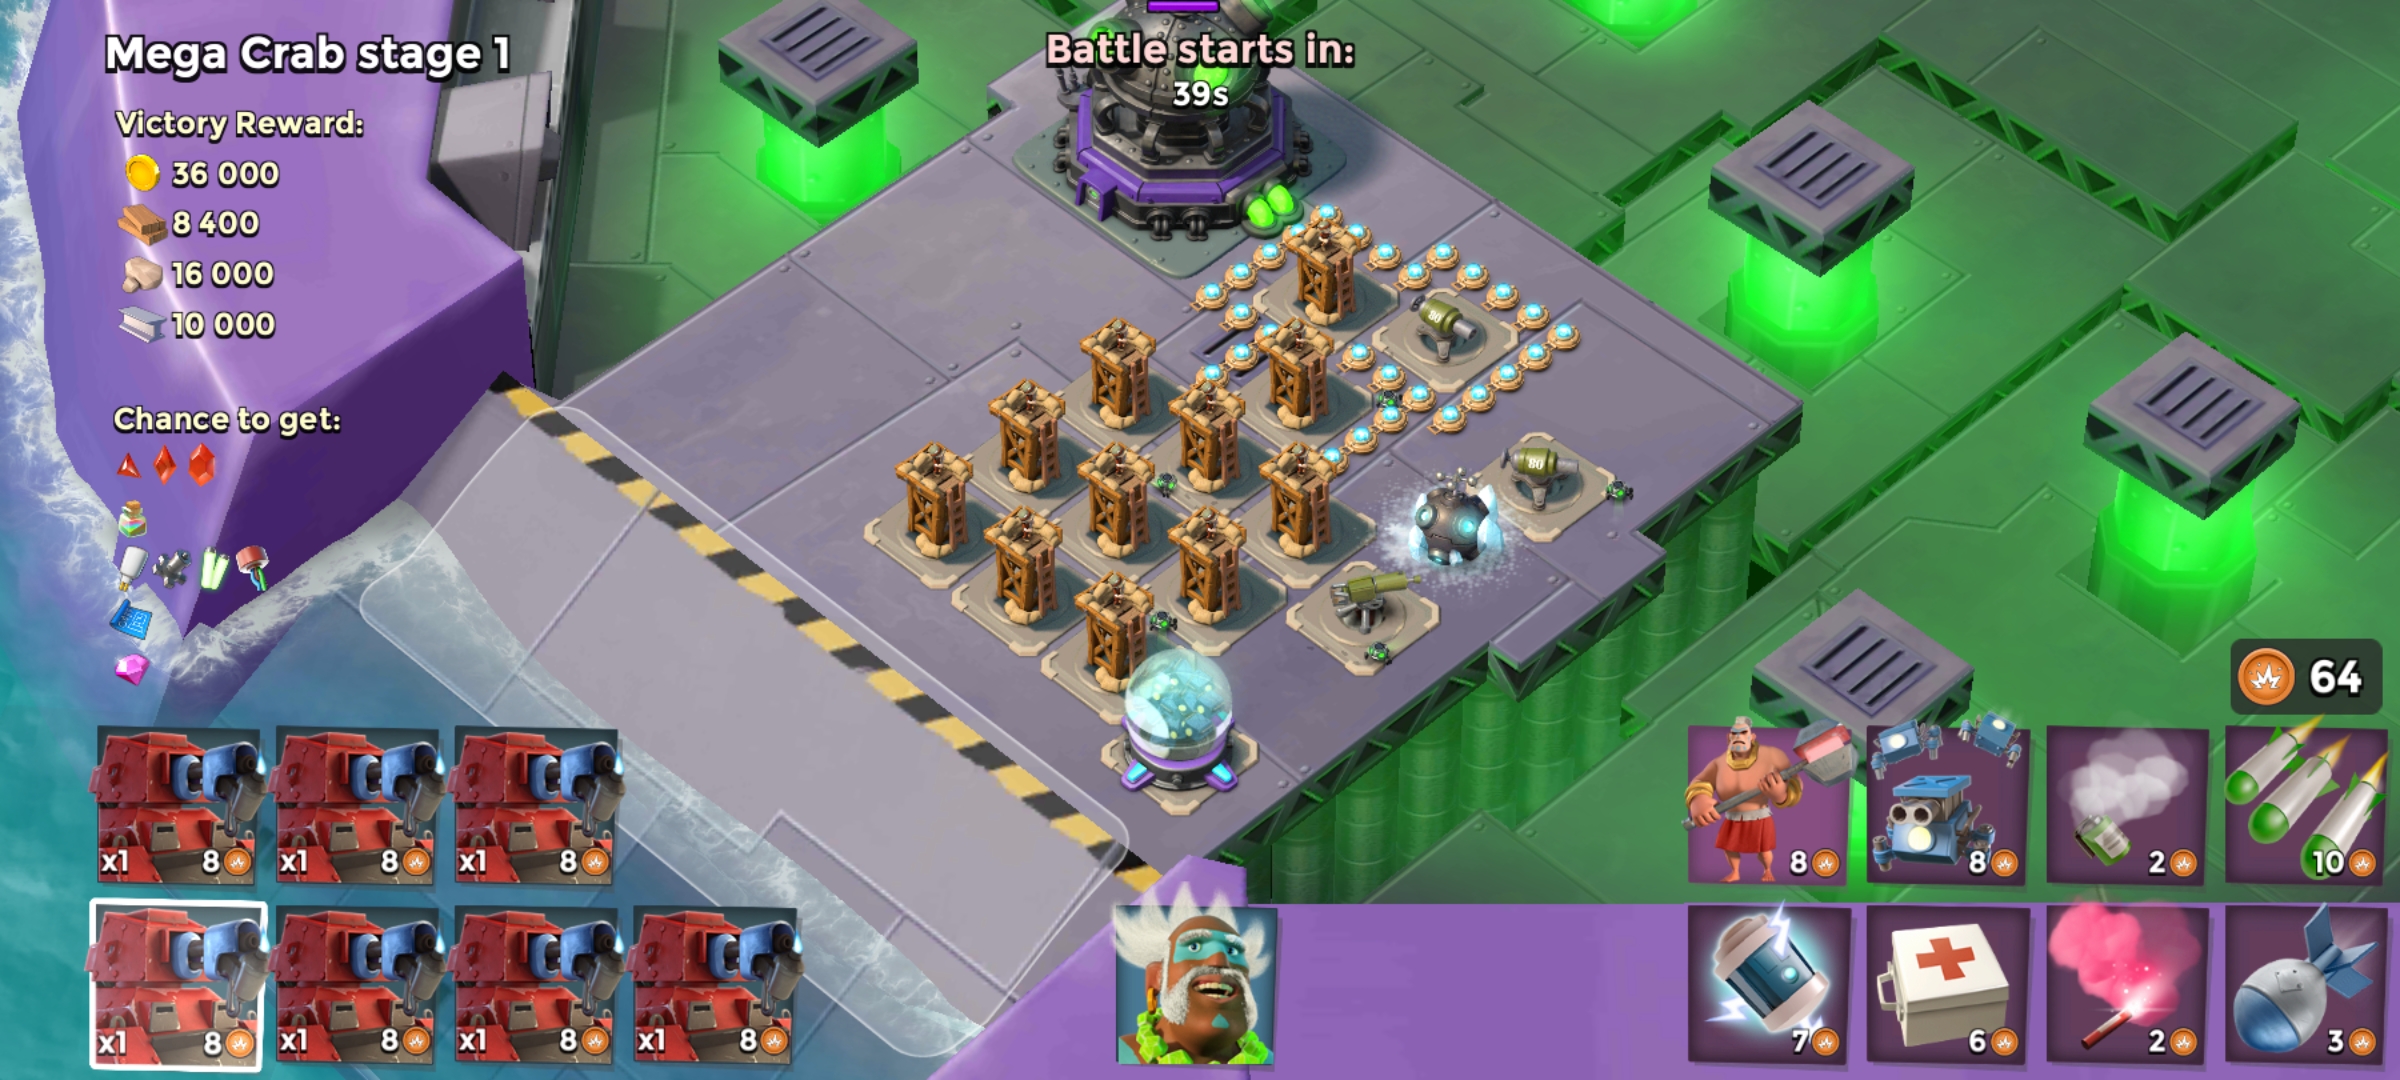 Mega Crab stage 1
Battle starts in:
39s
Victory Reward:
36 000
8 400
16 000
10 000
Chance to get:
80
80
64
x1 8
x1 8
x1 8
8
8
2
10
x1 8
x1 8
x1 8
x1 8
7
6
2
3